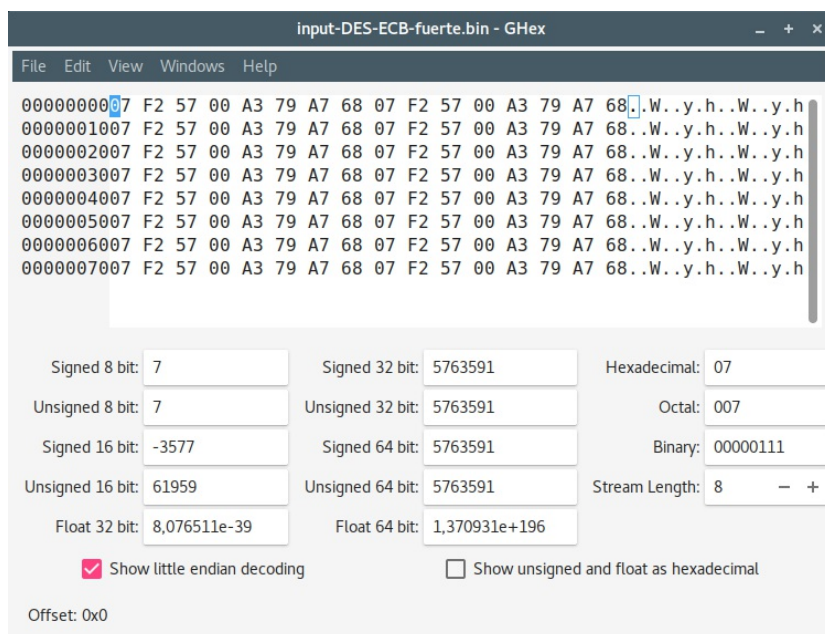 input-DES-ECB-fuerte.bin - GHex
File Edit View Windows Help
0000000007 F2 57 00 A3 79 A7 68 07 F2 57 00 A3 79 A7 68..W..y.h..W..y.h
0000001007 F2 57 00 A3 79 A7 68 07 F2 57 00 A3 79 A7 68..W..y.h..W..y.h
0000002007 F2 57 00 A3 79 A7 68 07 F2 57 00 A3 79 A7 68..W..y.h..W..y.h
0000003007 F2 57 00 A3 79 A7 68 07 F2 57 00 A3 79 A7 68..W..y.h..W..y.h
0000004007 F2 57 00 A3 79 A7 68 07 F2 57 00 A3 79 A7 68..W..y.h..W..y.h
0000005007 F2 57 00 A3 79 A7 68 07 F2 57 00 A3 79 A7 68..W..y.h..W..y.h
0000006007 F2 57 00 A3 79 A7 68 07 F2 57 00 A3 79 A7 68..W..y.h..W..y.h
0000007007 F2 57 00 A3 79 A7 68 07 F2 57 00 A3 79 A7 68..W..y.h..W..y.h
Signed 8 bit: 7 Signed 32 bit: 5763591 Hexadecimal: 07
Unsigned 8 bit: 7 Unsigned 32 bit: 5763591 Octal: 007
Signed 16 bit: -3577 Signed 64 bit: 5763591 Binary: 00000111
Unsigned 16 bit: 61959 Unsigned 64 bit: 5763591 Stream Length: 8 − +
Float 32 bit: 8,076511e-39 Float 64 bit: 1,370931e+196
Show little endian decoding Show unsigned and float as hexadecimal
Offset: 0x0